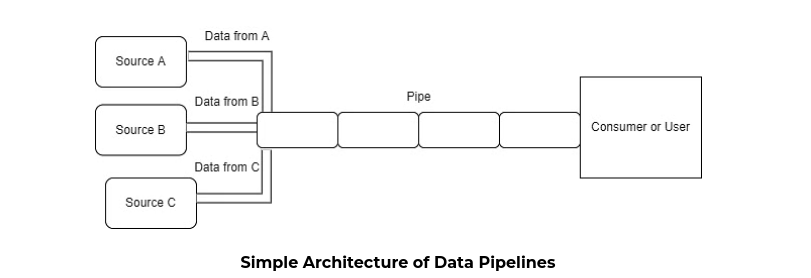 Data from A
Source A
Pipe
Data from B
Source B
Consumer or User
Data from C
Source C
Simple Architecture of Data Pipelines